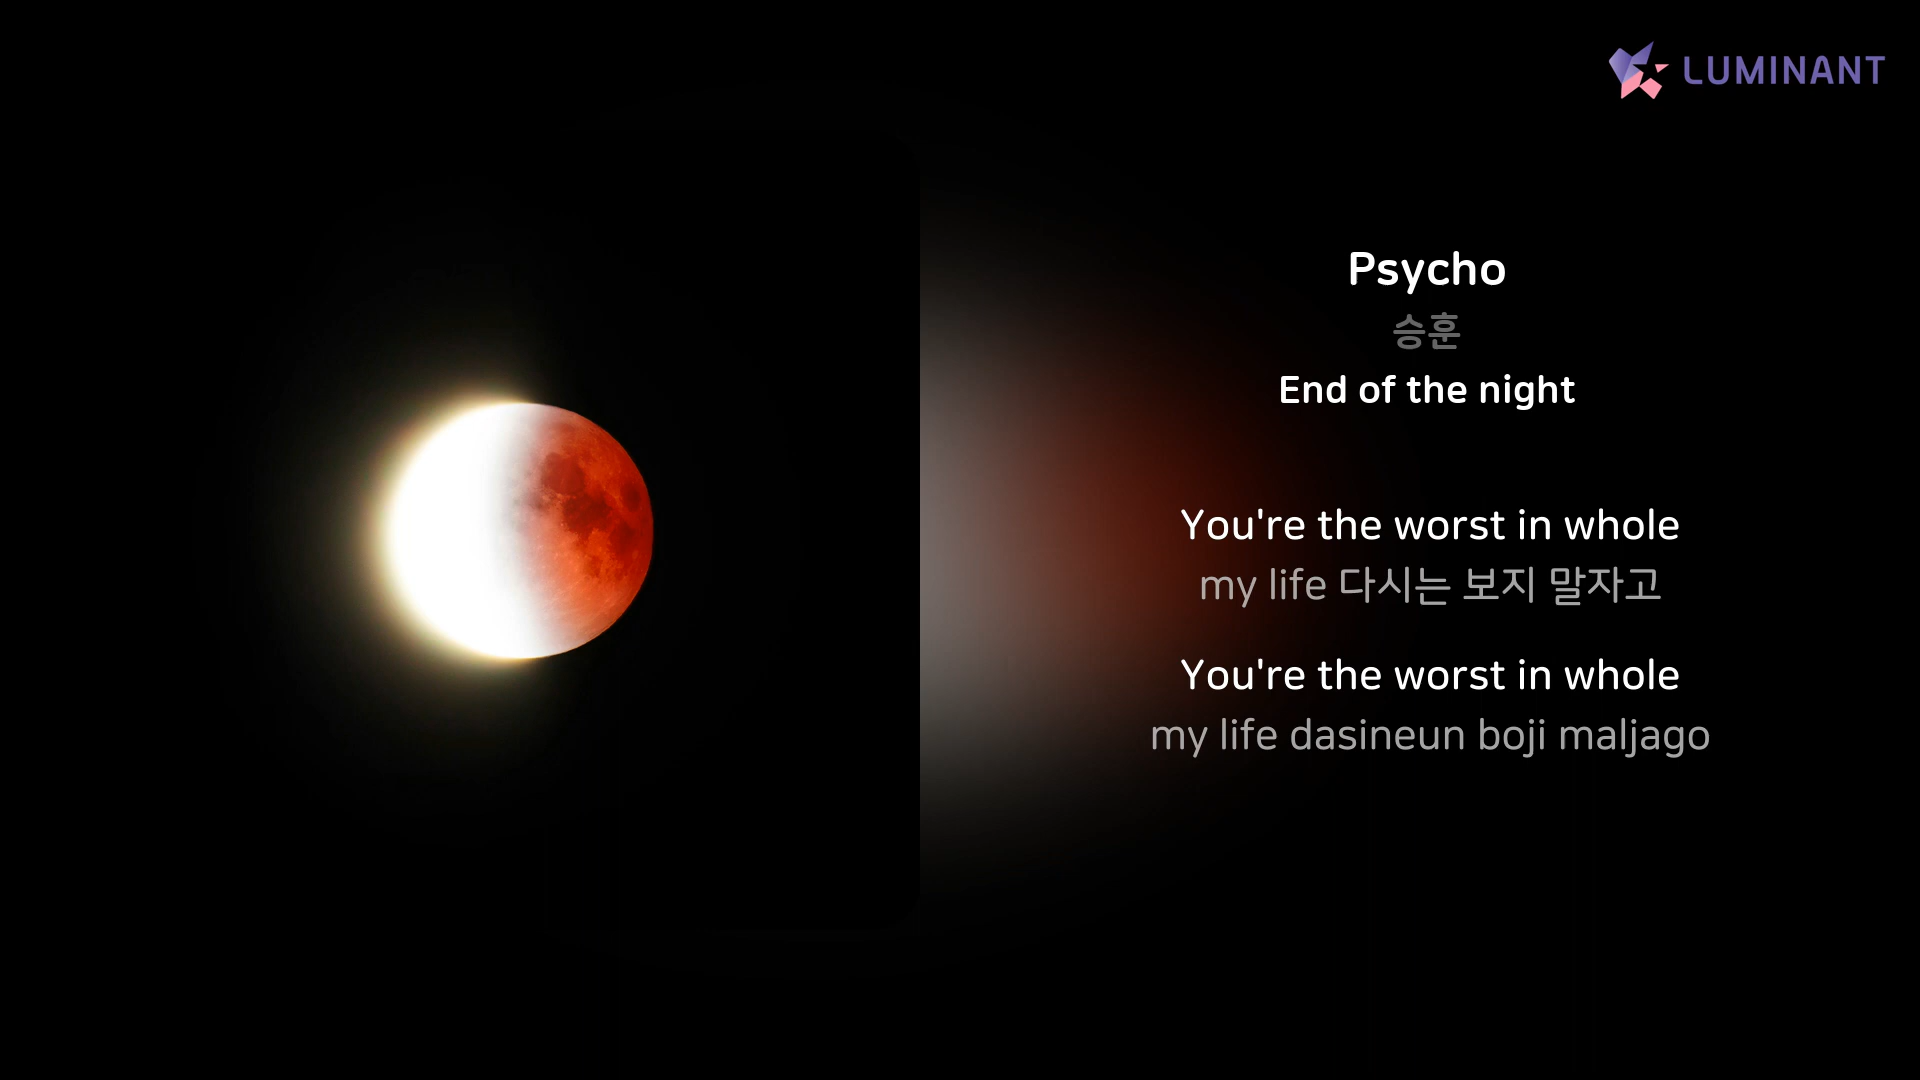 LUMINANT
Psycho
승훈
End of the night
You're the worst in whole
my life 다시는 보지 말자고
You're the worst in whole
my life dasineun boji maljago